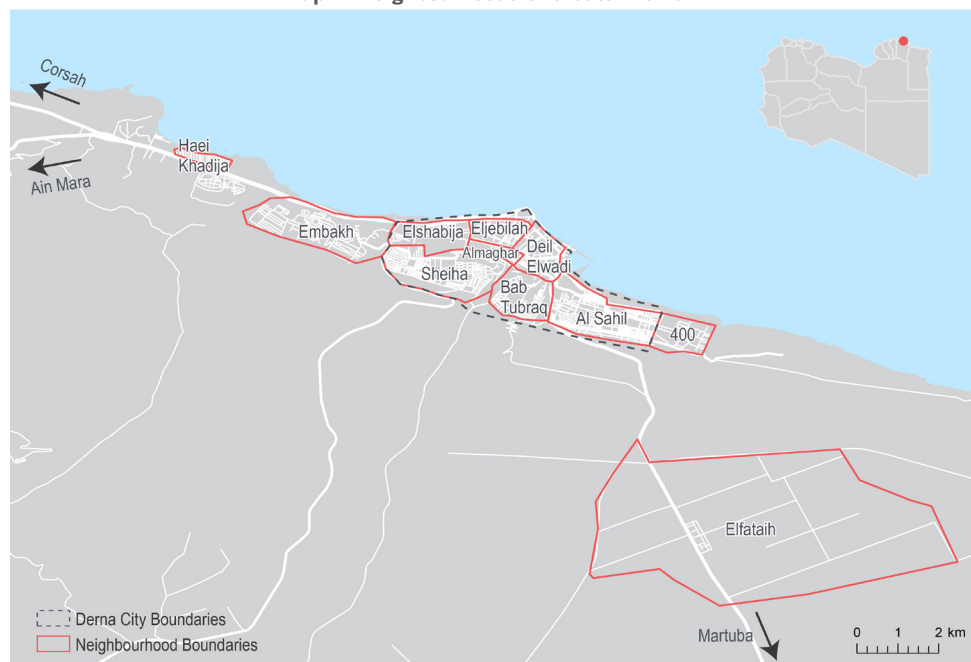 Corsah
Ain Mara
Haei
Khadija
Embakh
Elshabija
Eljebilah
Almaghar
Deil
Elwadi
Sheiha
Bab
Tubraq
Al Sahil
400
Elfataih
Martuba
Derna City Boundaries
Neighbourhood Boundaries
0 1 2 km